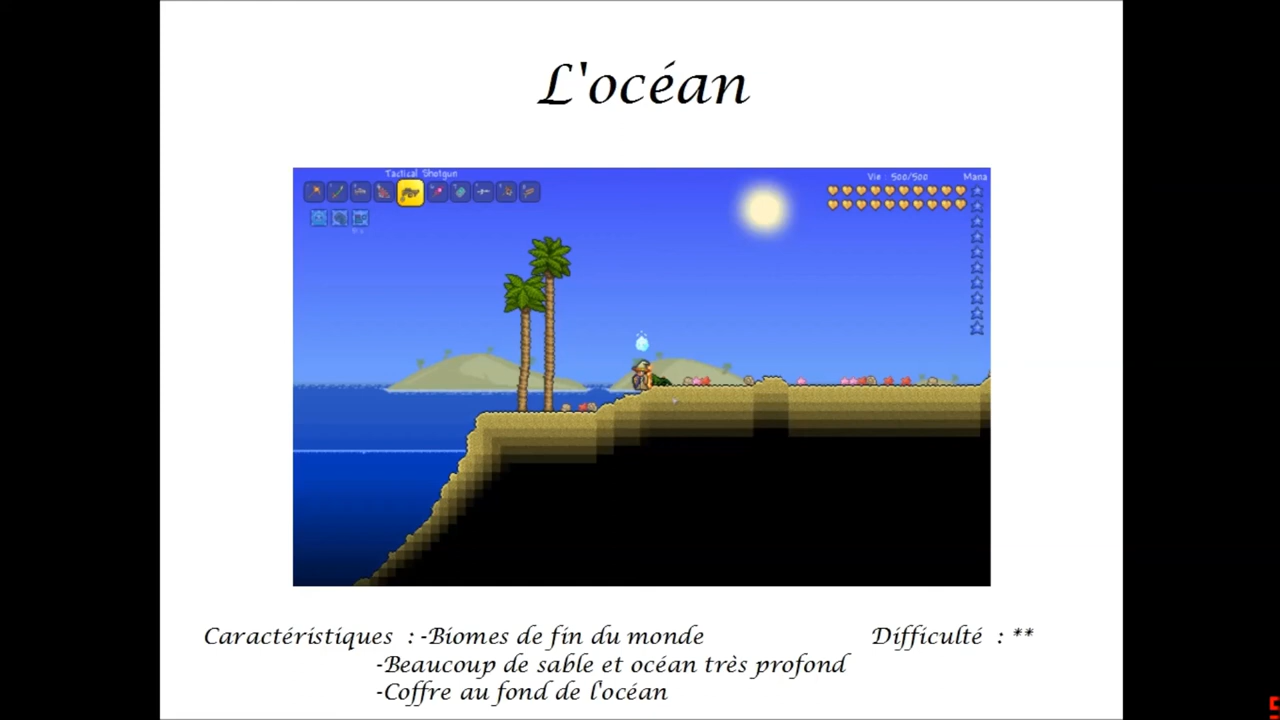 L'océan
Tactical Shotgun
Vie : 500/500
Mana
Caractéristiques : -Biomes de fin du monde
Difficulté : **
-Beaucoup de sable et océan très profond
-Coffre au fond de l'océan